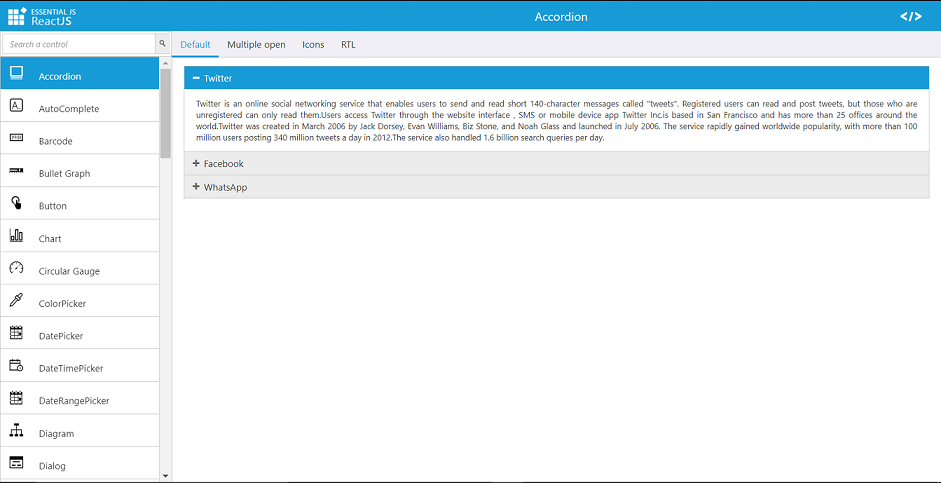 ESSENTIAL JS
ReactJS
Accordion
</>
Search a control
Default
Multiple open
Icons
RTL
Accordion
AutoComplete
Barcode
Bullet Graph
Button
Chart
Circular Gauge
ColorPicker
DatePicker
DateTimePicker
DateRangePicker
Diagram
Dialog
Twitter
Twitter is an online social networking service that enables users to send and read short 140-character messages called "tweets". Registered users can read and post tweets, but those who are
unregistered can only read them.Users access Twitter through the website interface , SMS or mobile device app Twitter Inc.is based in San Francisco and has more than 25 offices around the
world.Twitter was created in March 2006 by Jack Dorsey, Evan Williams, Biz Stone, and Noah Glass and launched in July 2006. The service rapidly gained worldwide popularity, with more than 100
million users posting 340 million tweets a day in 2012.The service also handled 1.6 billion search queries per day.
Facebook
WhatsApp